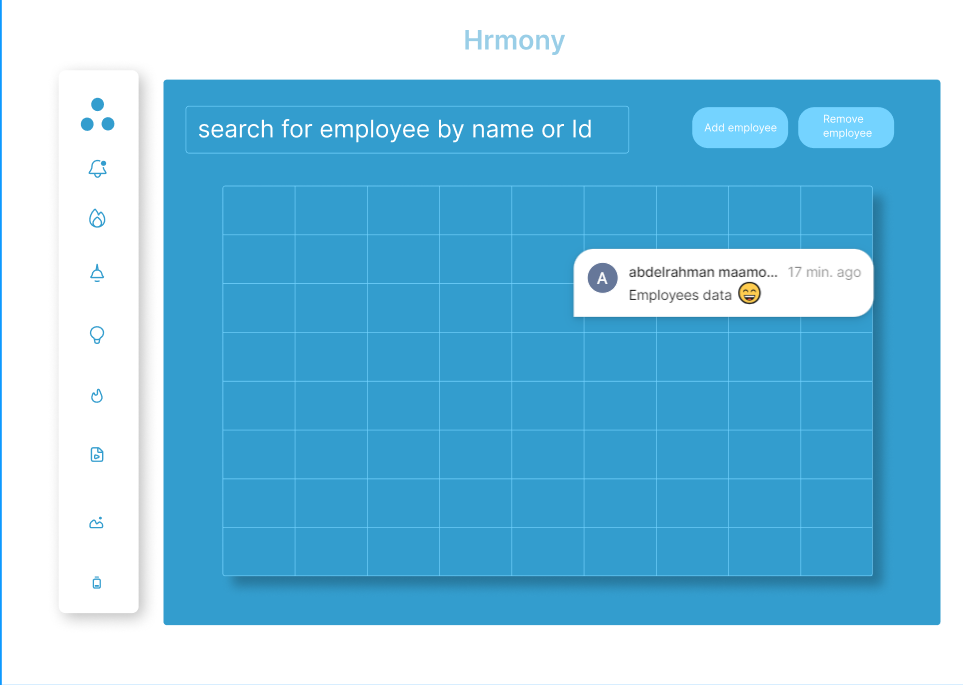 Hrmony
search for employee by name or Id
Add employee
Remove
employee
A
abdelrahman maamo... 17 min. ago
Employees data 😄